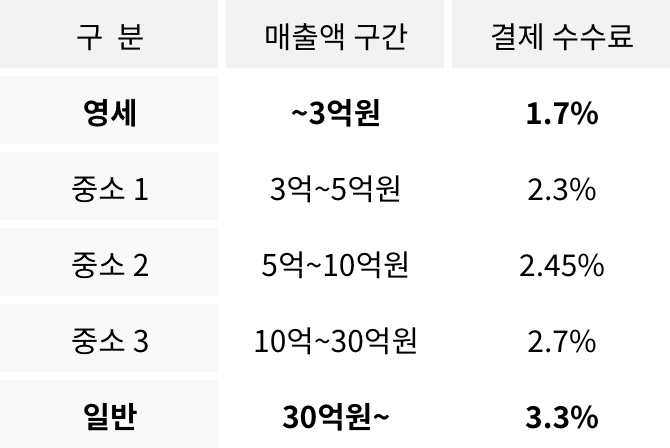 구 분 매출액 구간 결제 수수료
영세 ~3억원 1.7%
중소 1 3억~5억원 2.3%
중소 2 5억~10억원 2.45%
중소 3 10억~30억원 2.7%
일반 30억원~ 3.3%